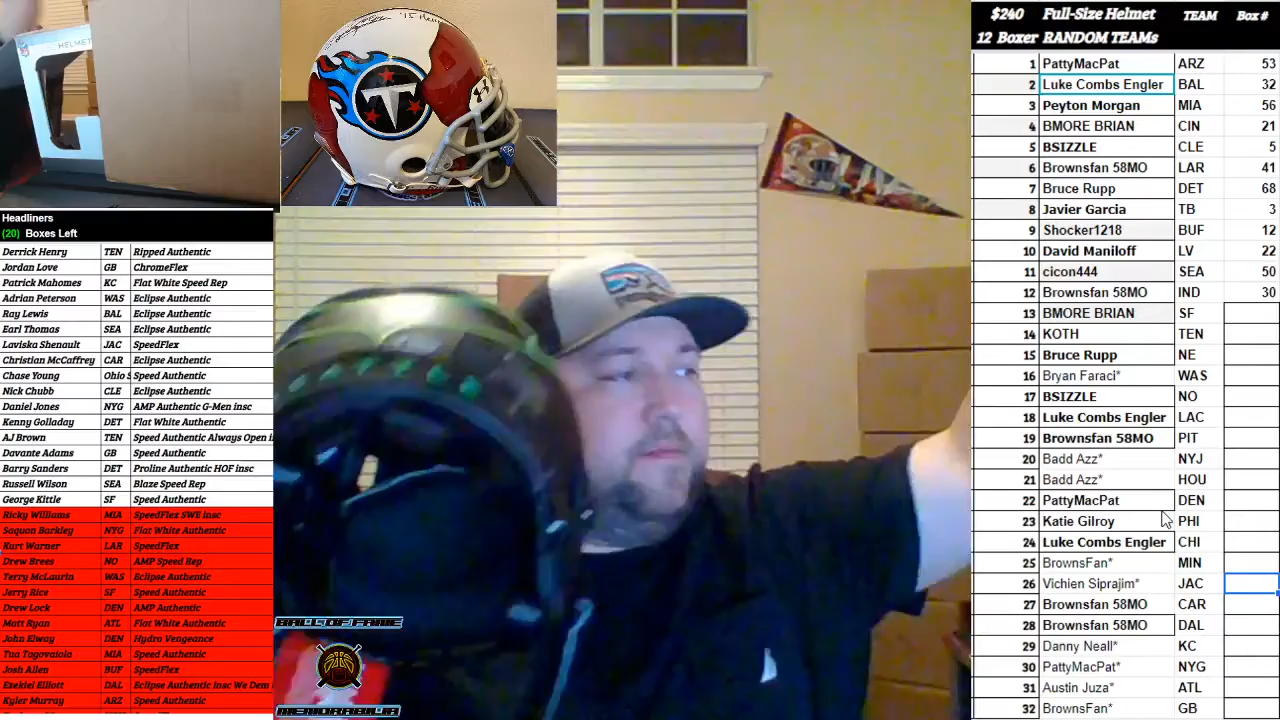 HELMET
'15 Heisman
T
Headliners
(20) Boxes Left
Derrick Henry TEN Ripped Authentic
Jordan Love GB ChromeFlex
Patrick Mahomes KC Flat White Speed Rep
Adrian Peterson WAS Eclipse Authentic
Ray Lewis BAL Eclipse Authentic
Earl Thomas SEA Eclipse Authentic
Laviska Shenault JAC SpeedFlex
Christian McCaffrey CAR Eclipse Authentic
Chase Young Ohio S Speed Authentic
Nick Chubb CLE Eclipse Authentic
Daniel Jones NYG AMP Authentic G-Men insc
Kenny Golladay DET Flat White Authentic
AJ Brown TEN Speed Authentic Always Open i
Davante Adams GB Speed Authentic
Barry Sanders DET Proline Authentic HOF insc
Russell Wilson SEA Blaze Speed Rep
George Kittle SF Speed Authentic
Ricky Williams MIA SpeedFlex SWE insc
Saquon Barkley NYG Flat White Authentic
Kurt Warner LAR SpeedFlex
Drew Brees NO AMP Speed Rep
Terry McLaurin WAS Eclipse Authentic
Jerry Rice SF Speed Authentic
Drew Lock DEN AMP Authentic
Matt Ryan ATL Flat White Authentic
John Elway DEN Hydro Vengeance
Tua Tagovaiola MIA Speed Authentic
Josh Allen BUF SpeedFlex
Ezekiel Elliott DAL Eclipse Authentic insc We Dem
Kyler Murray ARZ Speed Authentic
BALL OF FAME
MEMORABILIA
$240 Full-Size Helmet TEAM Box #
12 Boxer RANDOM TEAMs
1 PattyMacPat ARZ 53
2 Luke Combs Engler BAL 32
3 Peyton Morgan MIA 56
4 BMORE BRIAN CIN 21
5 BSIZZLE CLE 5
6 Brownsfan 58MO LAR 41
7 Bruce Rupp DET 68
8 Javier Garcia TB 3
9 Shocker1218 BUF 12
10 David Maniloff LV 22
11 cicon444 SEA 50
12 Brownsfan 58MO IND 30
13 BMORE BRIAN SF
14 KOTH TEN
15 Bruce Rupp NE
16 Bryan Faraci* WAS
17 BSIZZLE NO
18 Luke Combs Engler LAC
19 Brownsfan 58MO PIT
20 Badd Azz* NYJ
21 Badd Azz* HOU
22 PattyMacPat DEN
23 Katie Gilroy PHI
24 Luke Combs Engler CHI
25 BrownsFan* MIN
26 Vichien Siprajim* JAC
27 Brownsfan 58MO CAR
28 Brownsfan 58MO DAL
29 Danny Neall* KC
30 PattyMacPat* NYG
31 Austin Juza* ATL
32 BrownsFan* GB